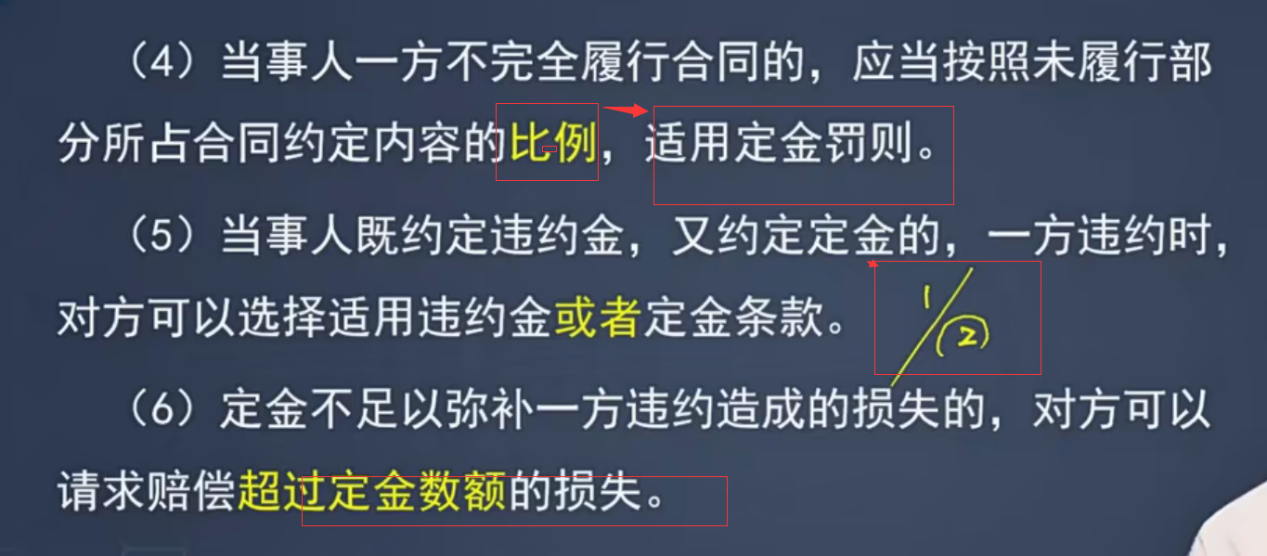 （4）当事人一方不完全履行合同的，应当按照未履行部
分所占合同约定内容的比例，适用定金罚则。
（5）当事人既约定违约金，又约定定金的，一方违约时，
对方可以选择适用违约金或者定金条款。
1/(2)
（6）定金不足以弥补一方违约造成的损失的，对方可以
请求赔偿超过定金数额的损失。